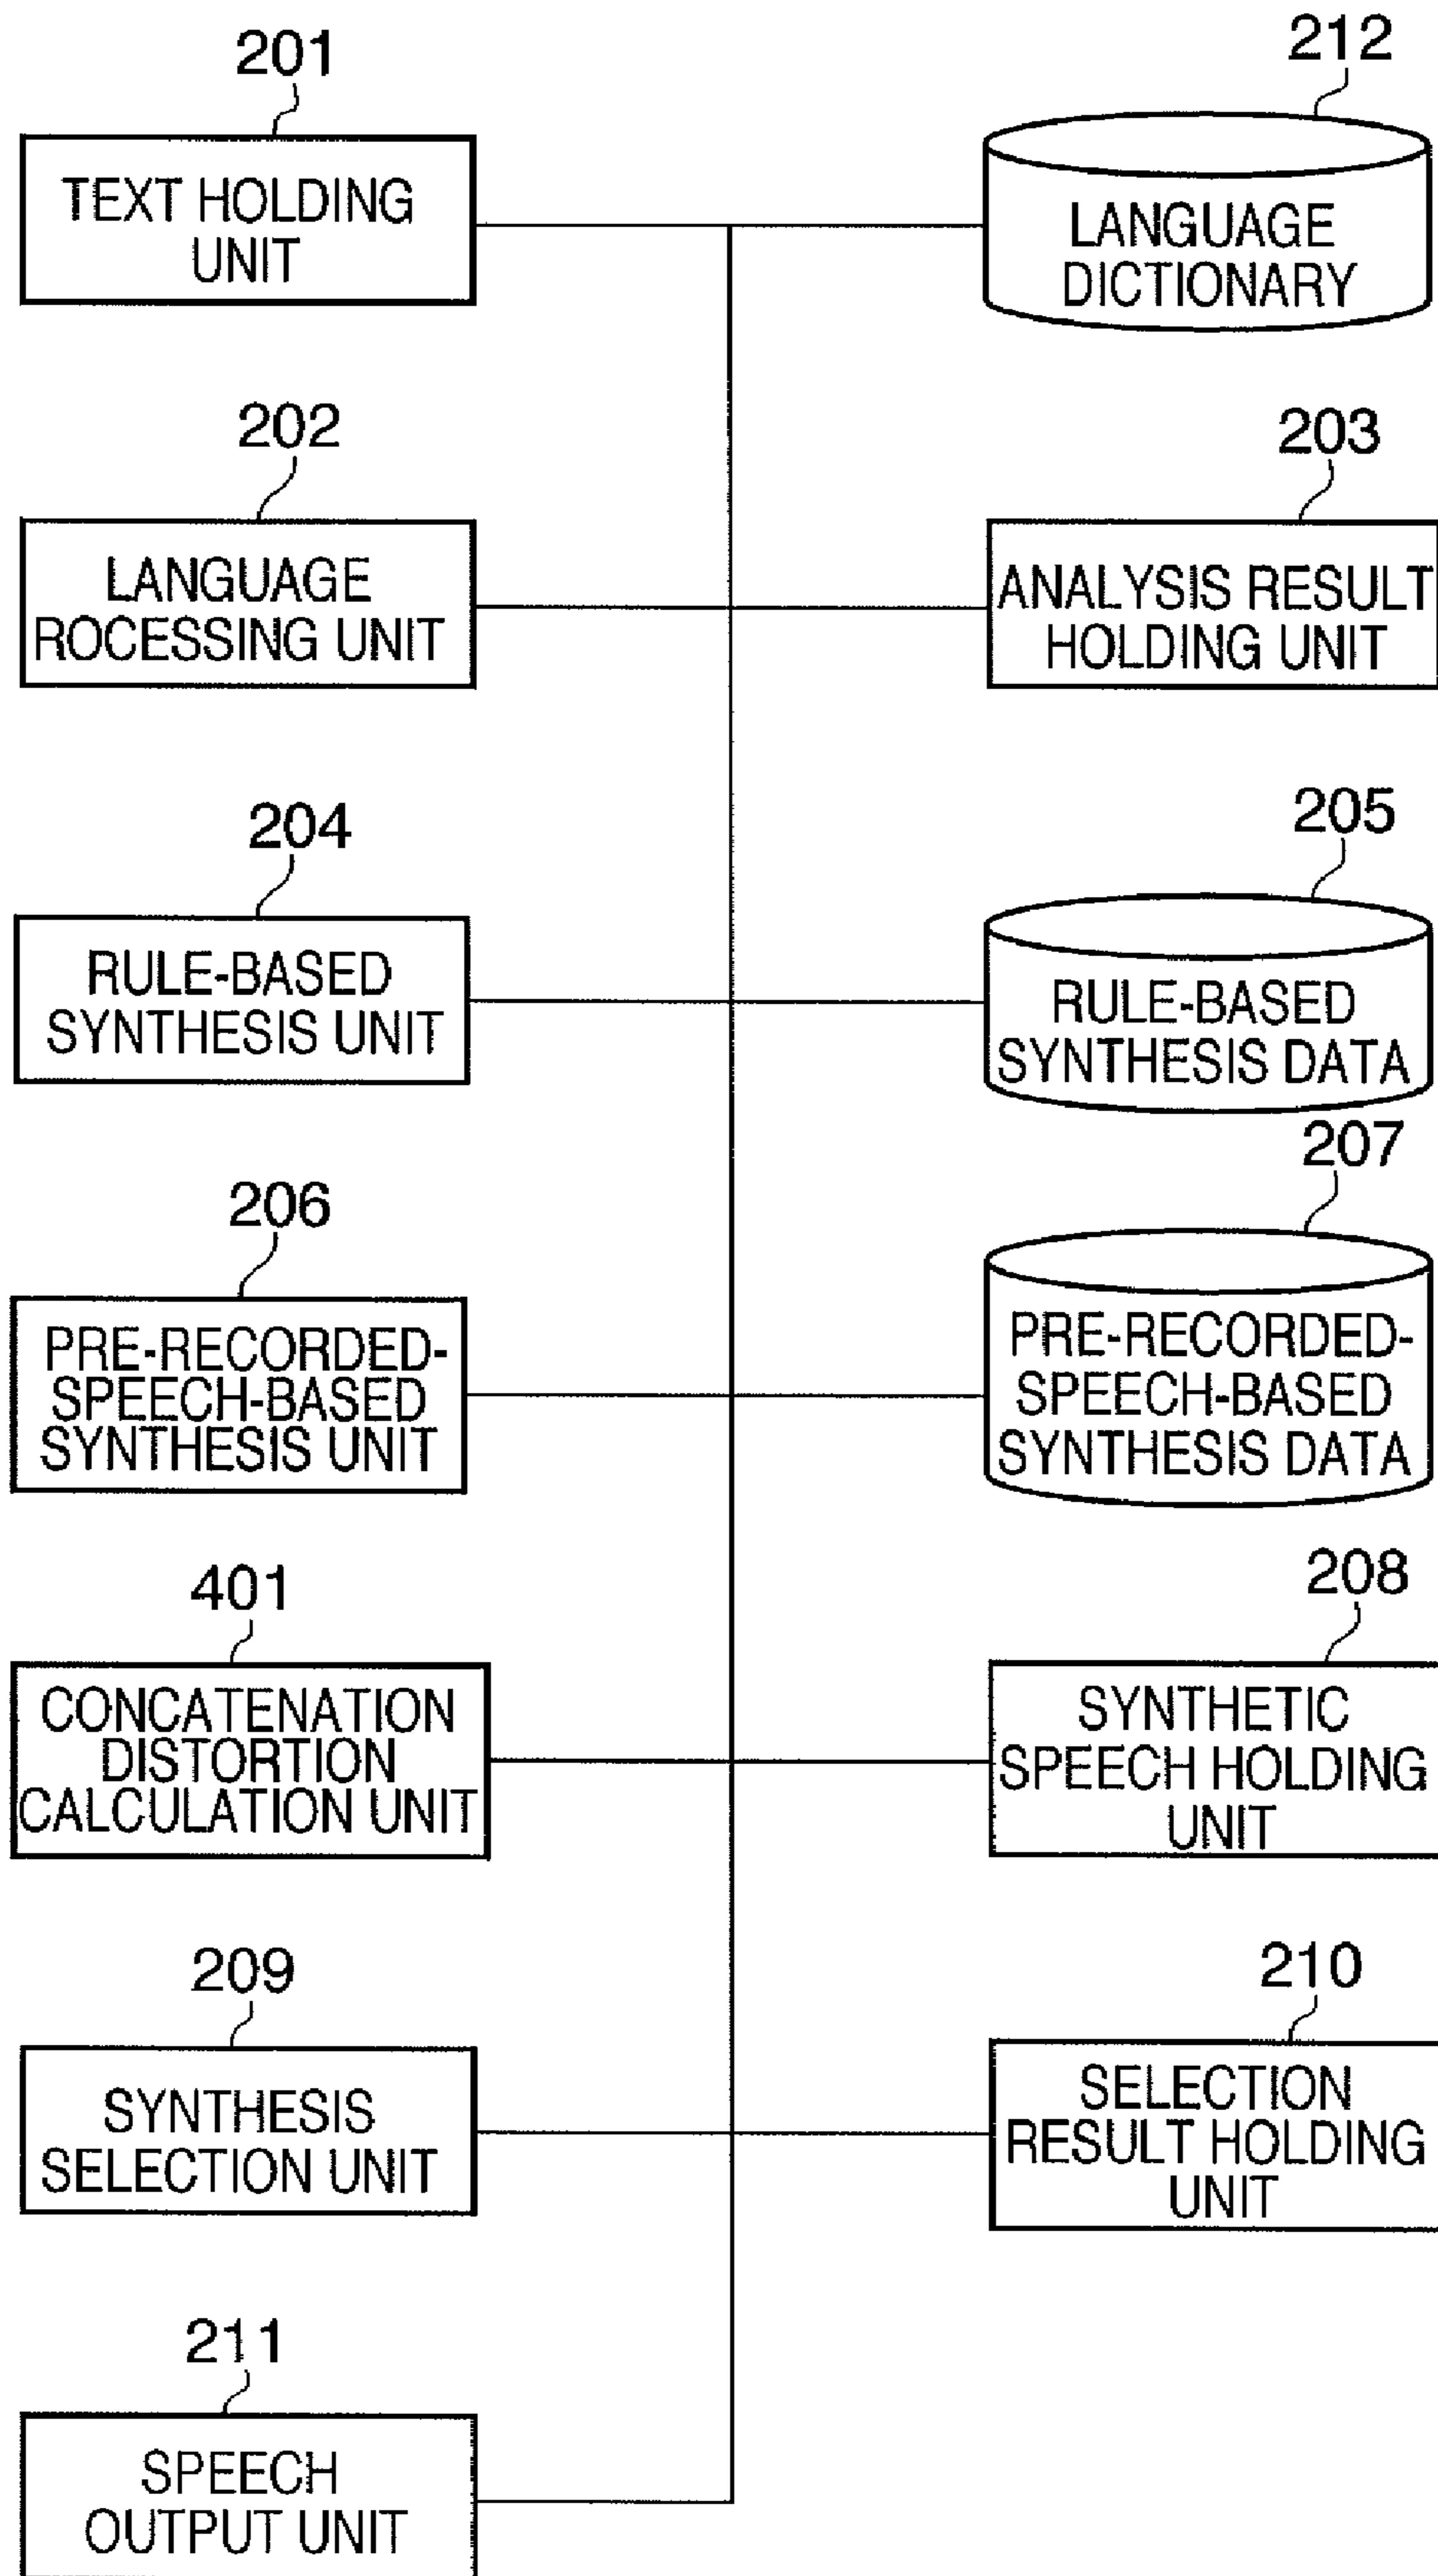 201
TEXT HOLDING
UNIT
212
LANGUAGE
DICTIONARY
202
LANGUAGE
ROCESSING UNIT
203
ANALYSIS RESULT
HOLDING UNIT
204
RULE-BASED
SYNTHESIS UNIT
205
RULE-BASED
SYNTHESIS DATA
206
PRE-RECORDED-
SPEECH-BASED
SYNTHESIS UNIT
207
PRE-RECORDED-
SPEECH-BASED
SYNTHESIS DATA
401
CONCATENATION
DISTORTION
CALCULATION UNIT
208
SYNTHETIC
SPEECH HOLDING
UNIT
209
SYNTHESIS
SELECTION UNIT
210
SELECTION
RESULT HOLDING
UNIT
211
SPEECH
OUTPUT UNIT